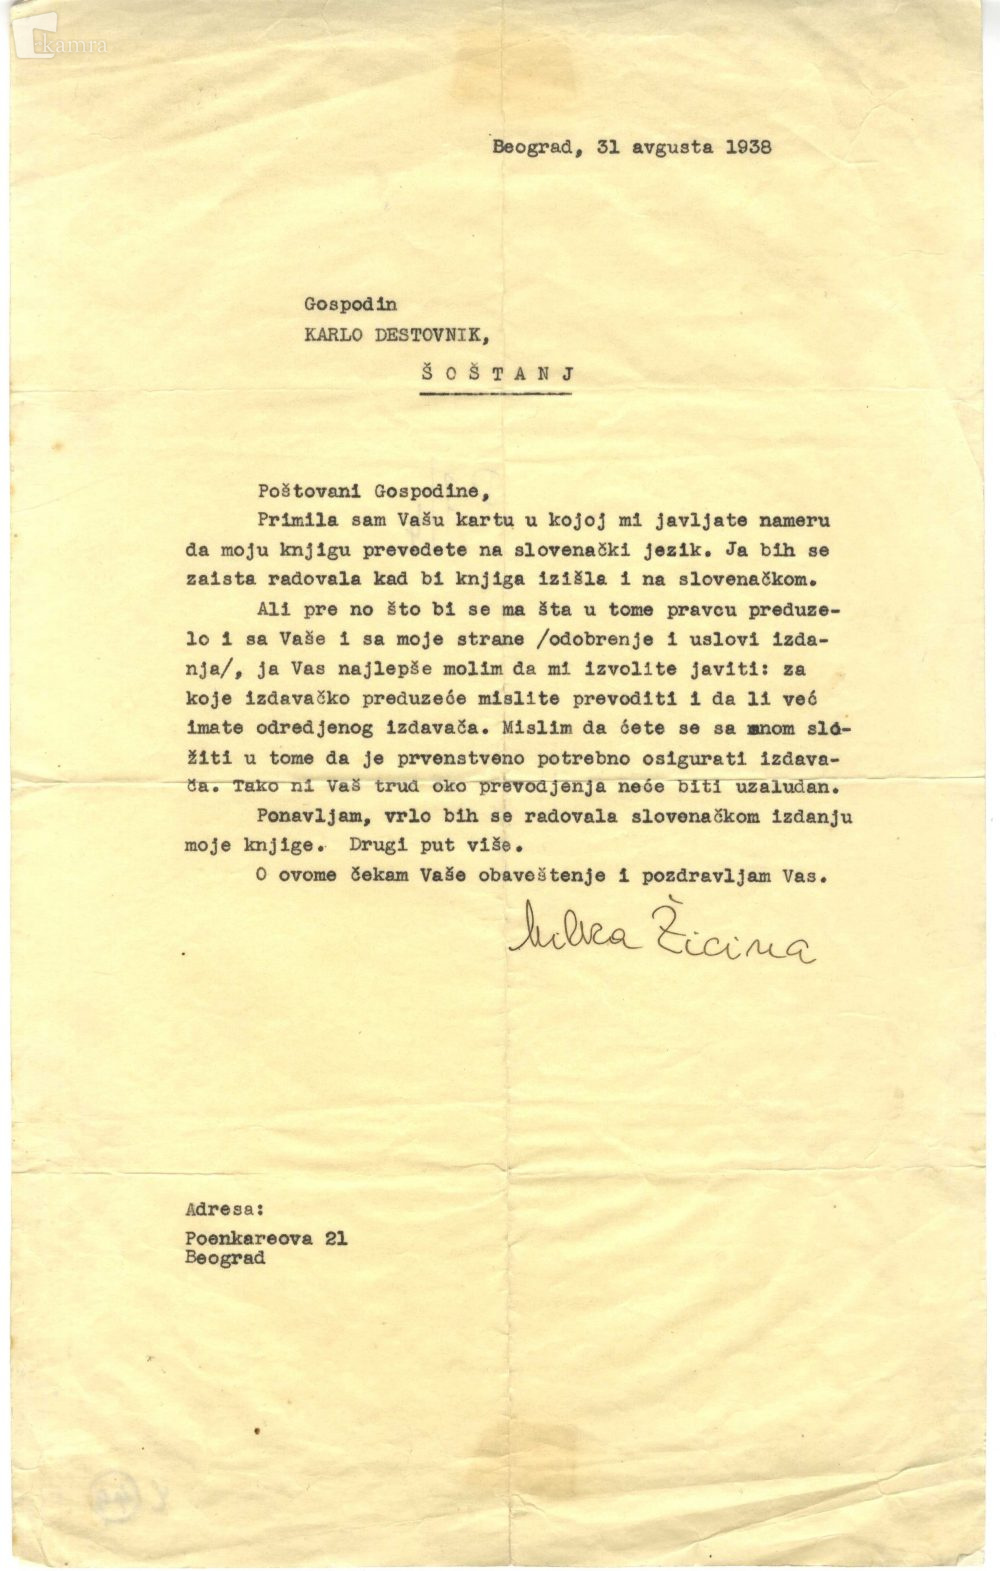 kamra
Beograd, 31 avgusta 1938
Gospodin
KARLO DESTOVNIK,
Š O Š T A N J
Poštovani Gospodine,
Primila sam Vašu kartu u kojoj mi javljate nameru
da moju knjigu prevedete na slovenački jezik. Ja bih se
zaista radovala kad bi knjiga izišla i na slovenačkom.
Ali pre no što bi se ma šta u tome pravcu preduze-
lo i sa Vaše i sa moje strane /odobrenje i uslovi izda-
nja/, ja Vas najlepše molim da mi izvolite javiti: za
koje izdavačko preduzeće mislite prevoditi i da li već
imate odredjenog izdavača. Mislim da ćete se sa mnom slo-
žiti u tome da je prvenstveno potrebno osigurati izdava-
ča. Tako ni Vaš trud oko prevodjenja neće biti uzaludan.
Ponavljam, vrlo bih se radovala slovenačkom izdanju
moje knjige. Drugi put više.
O ovome čekam Vaše obaveštenje i pozdravljam Vas.
Milka Žicina
Adresa:
Poenkareova 21
Beograd